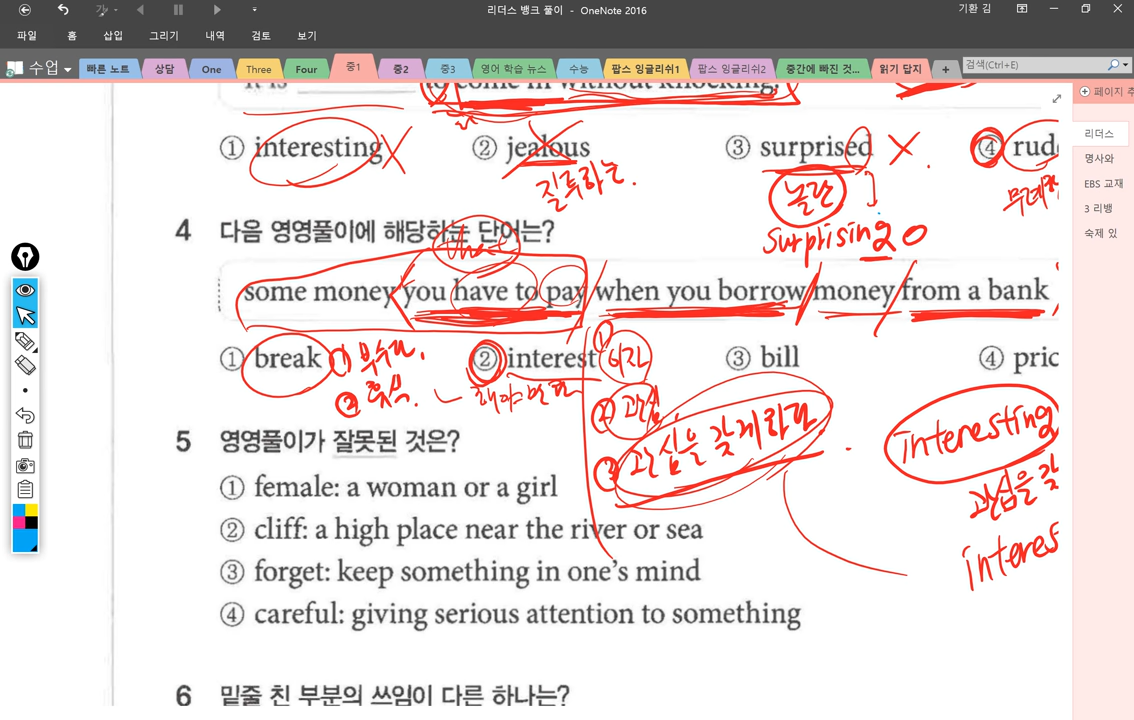 리더스 뱅크 풀이 - OneNote 2016
기환 김
파일 홈 삽입 그리기 내역 검토 보기
수업 빠른 노트 상담 One Three Four 중1 중2 중3 영어 학습 뉴스 수능 팝스 잉글리쉬1 팝스 잉글리쉬2 중간에 빠진 것... 읽기 답지 + 검색(Ctrl+E)
페이지 추
리더스
명사와
EBS 교재
3 리뱅
숙제 있
It is ________ to come in without knocking.
① interesting X ② jealous ③ surprised X. ④ rud
질투하는. 놀란
surprising O
4 다음 영영풀이에 해당하는 단어는?
that
some money you have to pay when you borrow money from a bank
① break ② interest ③ bill ④ pric
① 부수다.
② 휴식.
해야만 한다
① 이자
② 관심
③ 관심을 갖게하다.
interesting
관심을 갖
interes
5 영영풀이가 잘못된 것은?
① female: a woman or a girl
② cliff: a high place near the river or sea
③ forget: keep something in one's mind
④ careful: giving serious attention to something
6 밑줄 친 부분의 쓰임이 다른 하나는?